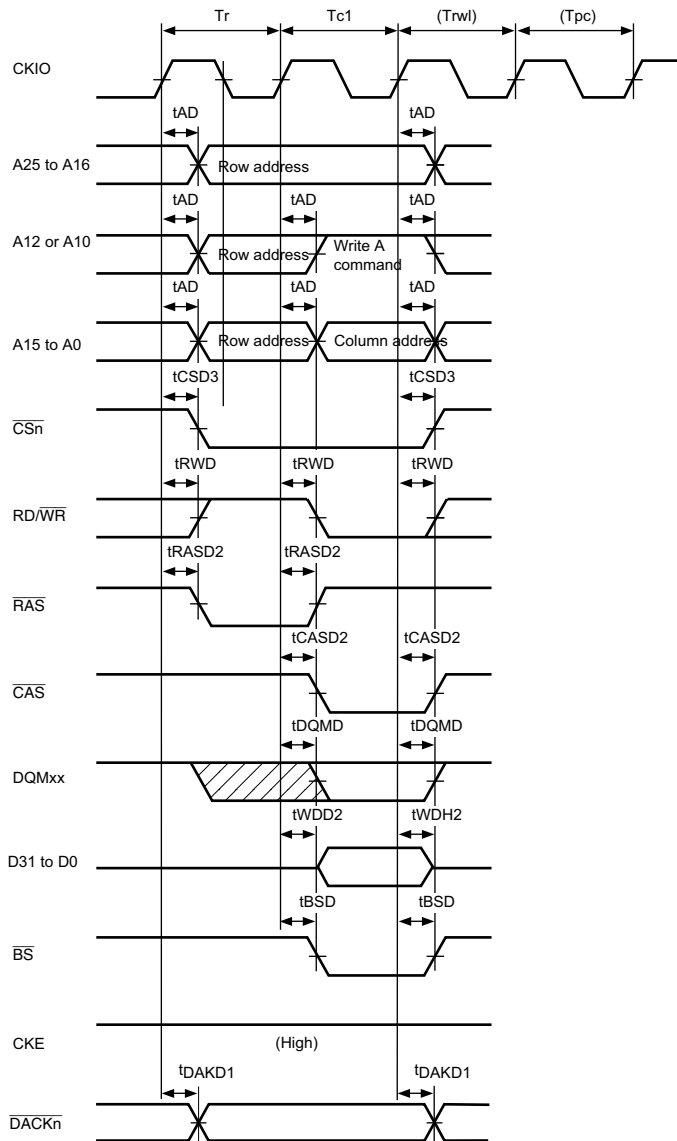 Tr Tc1 (Trwl) (Tpc)
CKIO
tAD tAD
A25 to A16 Row address
tAD tAD tAD
A12 or A10 Row address Write A
command
tAD tAD tAD
A15 to A0 Row address Column address
tCSD3 tCSD3
CSn
tRWD tRWD tRWD
RD/WR
tRASD2 tRASD2
RAS
tCASD2 tCASD2
CAS
tDQMD tDQMD
DQMxx
tWDD2 tWDH2
D31 to D0
tBSD tBSD
BS
CKE (High)
tDAKD1 tDAKD1
DACKn